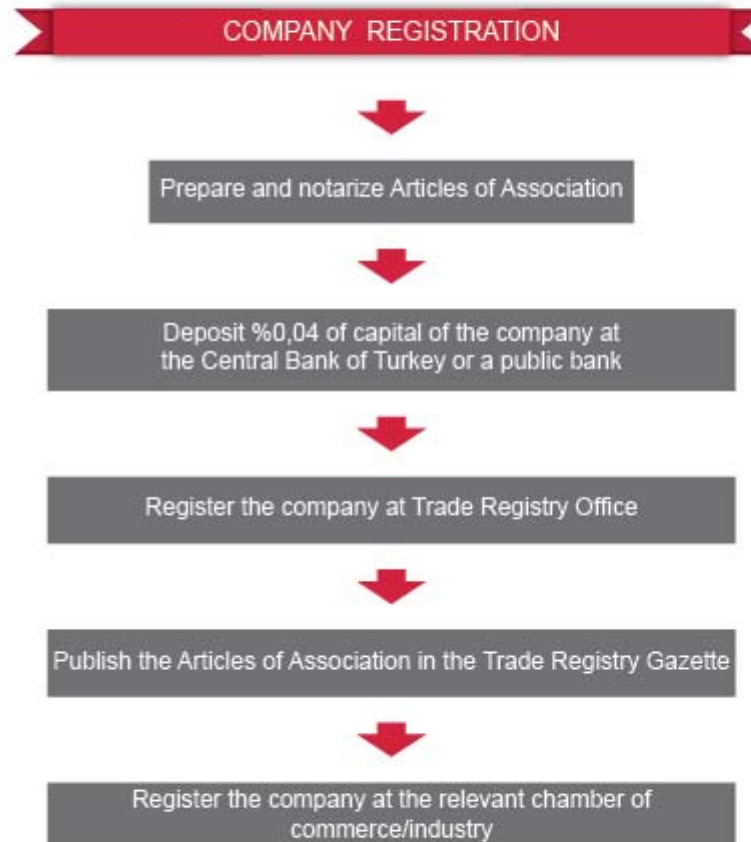 COMPANY REGISTRATION
Prepare and notarize Articles of Association
Deposit %0,04 of capital of the company at
the Central Bank of Turkey or a public bank
Register the company at Trade Registry Office
Publish the Articles of Association in the Trade Registry Gazette
Register the company at the relevant chamber of
commerce/industry